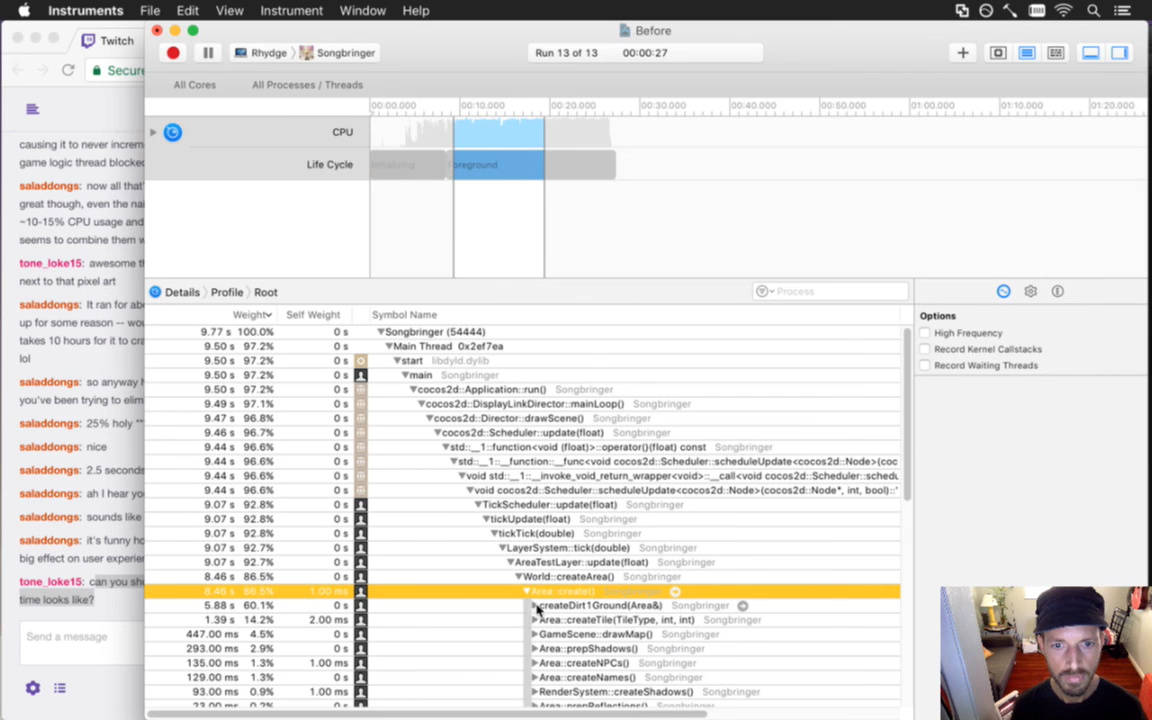 Instruments File Edit View Instrument Window Help
Before
Twitch
Rhydge Songbringer
Run 13 of 13 00:00:27
Secure
All Cores All Processes / Threads
00:00.000 00:10.000 00:20.000 00:30.000 00:40.000 00:50.000 01:00.000 01:10.000 01:20.000
CPU
Life Cycle
Foreground
causing it to never increm
game logic thread blocked
saladdongs: now all that'
great though, even the nai
~10-15% CPU usage and
seems to combine them w
tone_loke15: awesome th
next to that pixel art
saladdongs: It ran for abo
up for some reason -- wou
takes 10 hours for it to cra
lol
saladdongs: so anyway h
you've been trying to elim
saladdongs: 25% holy **
saladdongs: nice
saladdongs: 2.5 seconds
saladdongs: ah I hear yo
saladdongs: sounds like
saladdongs: it's funny ho
big effect on user experien
tone_loke15: can you sho
time looks like?
Send a message
Details Profile Root
Process
Weight Self Weight Symbol Name
9.77 s 100.0% 0 s Songbringer (54444)
9.50 s 97.2% 0 s Main Thread 0x2ef7ea
9.50 s 97.2% 0 s start libdyld.dylib
9.50 s 97.2% 0 s main Songbringer
9.50 s 97.2% 0 s cocos2d::Application::run() Songbringer
9.49 s 97.1% 0 s cocos2d::DisplayLinkDirector::mainLoop() Songbringer
9.47 s 96.8% 0 s cocos2d::Director::drawScene() Songbringer
9.46 s 96.7% 0 s cocos2d::Scheduler::update(float) Songbringer
9.44 s 96.6% 0 s std::__1::function<void (float)>::operator()(float) const Songbringer
9.44 s 96.6% 0 s std::__1::__function::__func<void cocos2d::Scheduler::scheduleUpdate<cocos2d::Node>(coc
9.44 s 96.6% 0 s void std::__1::__invoke_void_return_wrapper<void>::__call<void cocos2d::Scheduler::schedu
9.44 s 96.6% 0 s void cocos2d::Scheduler::scheduleUpdate<cocos2d::Node>(cocos2d::Node*, int, bool)::'
9.07 s 92.8% 0 s TickScheduler::update(float) Songbringer
9.07 s 92.8% 0 s tickUpdate(float) Songbringer
9.07 s 92.8% 0 s tickTick(double) Songbringer
9.07 s 92.7% 0 s LayerSystem::tick(double) Songbringer
9.07 s 92.7% 0 s AreaTestLayer::update(float) Songbringer
8.46 s 86.5% 0 s World::createArea() Songbringer
8.46 s 86.5% 1.00 ms Area::create() Songbringer
5.88 s 60.1% 0 s createDirt1Ground(Area&) Songbringer
1.39 s 14.2% 2.00 ms Area::createTile(TileType, int, int) Songbringer
447.00 ms 4.5% 0 s GameScene::drawMap() Songbringer
293.00 ms 2.9% 0 s Area::prepShadows() Songbringer
135.00 ms 1.3% 1.00 ms Area::createNPCs() Songbringer
129.00 ms 1.3% 0 s Area::createNames() Songbringer
93.00 ms 0.9% 1.00 ms RenderSystem::createShadows() Songbringer
23.00 ms 0.2% 0 s Area::prepReflections() Songbringer
Options
High Frequency
Record Kernel Callstacks
Record Waiting Threads